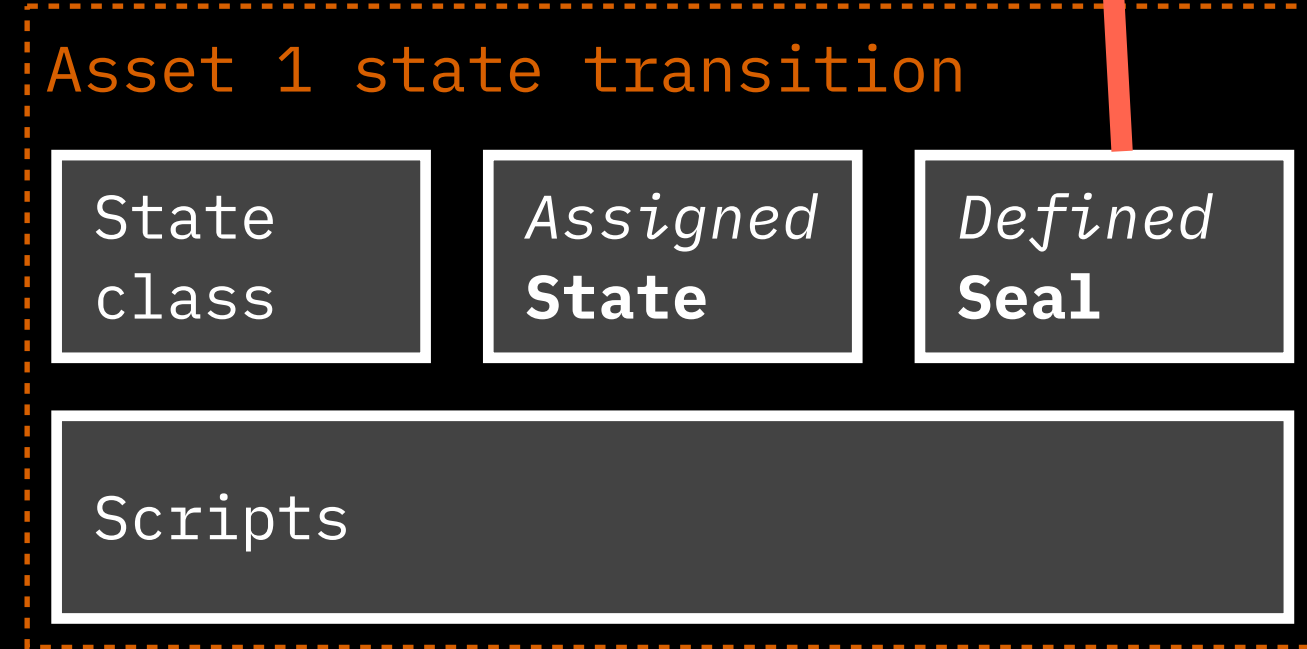 Asset 1 state transition
State
class
Assigned
State
Defined
Seal
Scripts